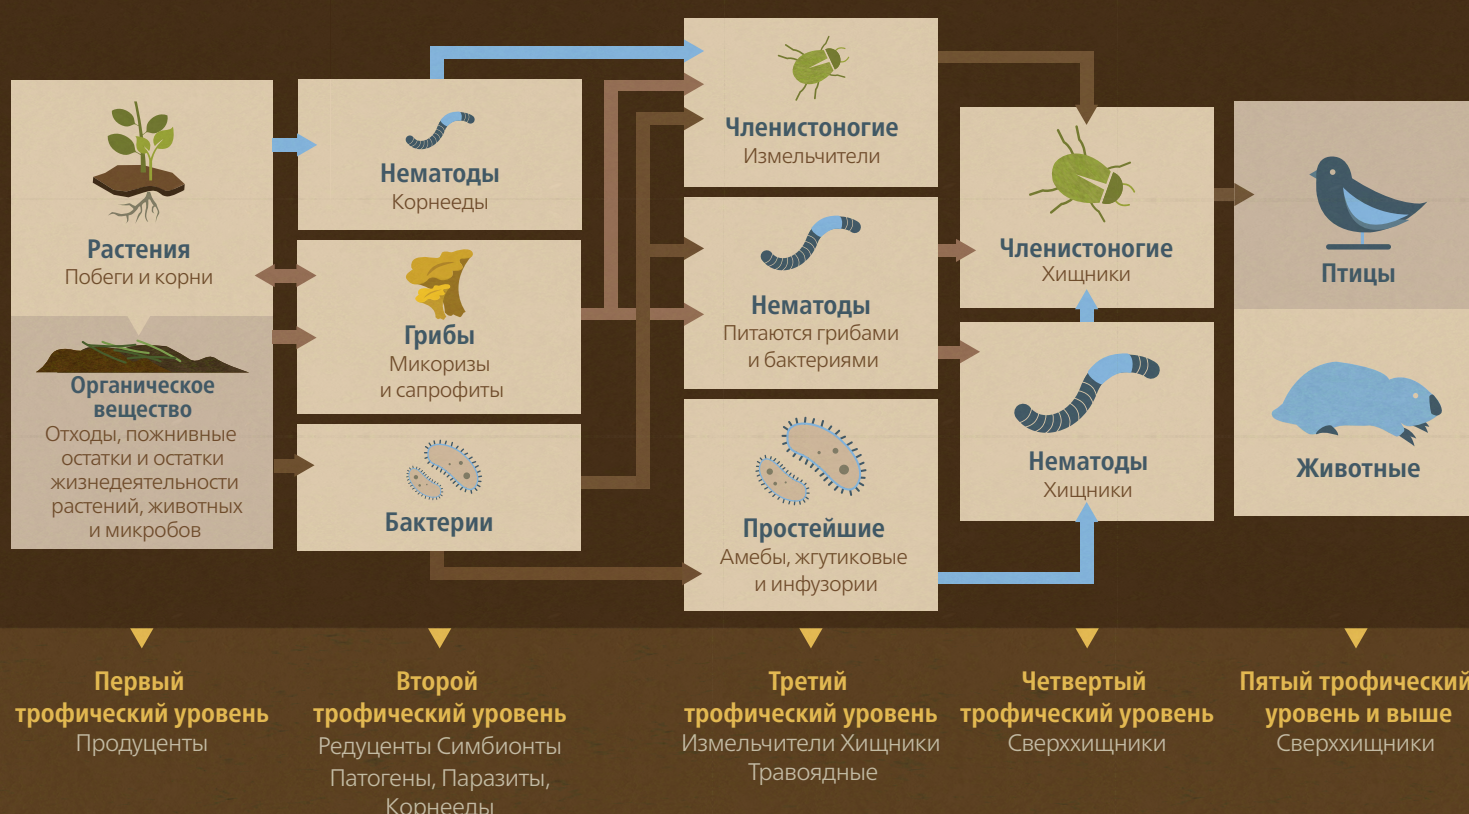 Растения
Побеги и корни
Органическое
вещество
Отходы, пожнивные
остатки и остатки
жизнедеятельности
растений, животных
и микробов
Нематоды
Корнееды
Грибы
Микоризы
и сапрофиты
Бактерии
Членистоногие
Измельчители
Нематоды
Питаются грибами
и бактериями
Простейшие
Амебы, жгутиковые
и инфузории
Членистоногие
Хищники
Нематоды
Хищники
Птицы
Животные
Первый
трофический уровень
Продуценты
Второй
трофический уровень
Редуценты Симбионты
Патогены, Паразиты,
Корнееды
Третий
трофический уровень
Измельчители Хищники
Травоядные
Четвертый
трофический уровень
Сверххищники
Пятый трофический
уровень и выше
Сверххищники